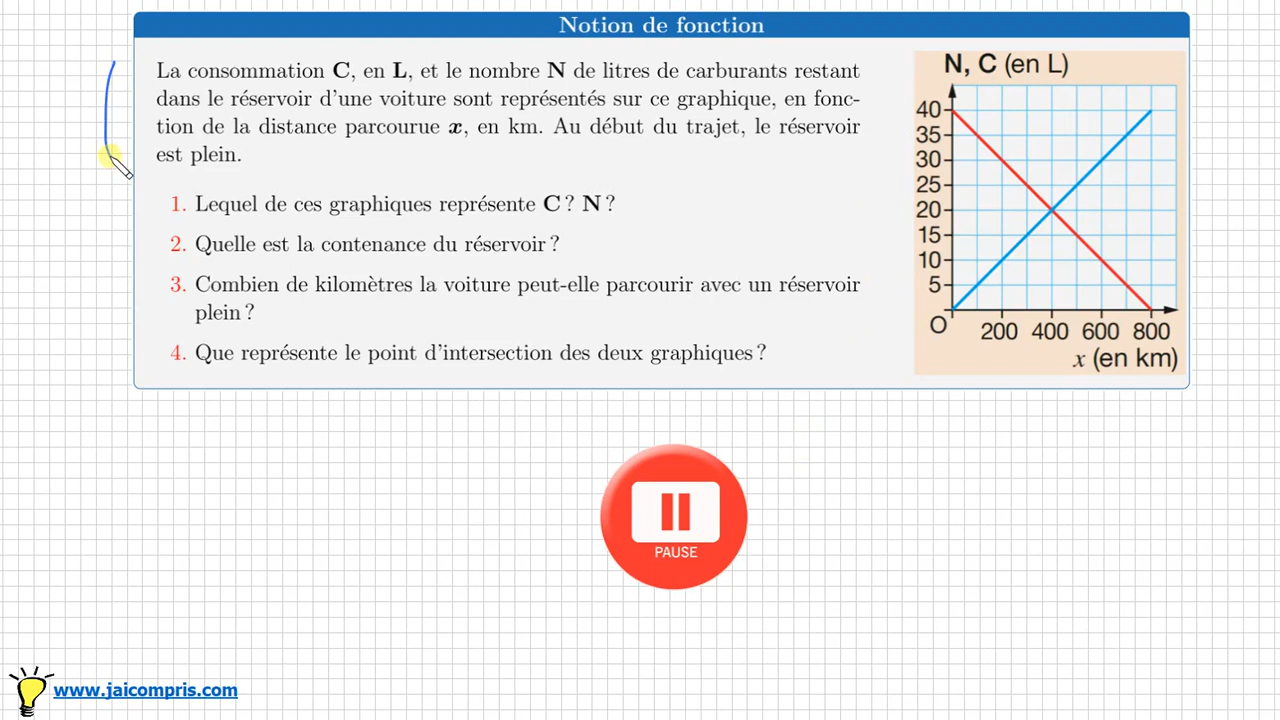 Notion de fonction
La consommation C, en L, et le nombre N de litres de carburants restant
dans le réservoir d'une voiture sont représentés sur ce graphique, en fonc-
tion de la distance parcourue x, en km. Au début du trajet, le réservoir
est plein.
1. Lequel de ces graphiques représente C ? N ?
2. Quelle est la contenance du réservoir ?
3. Combien de kilomètres la voiture peut-elle parcourir avec un réservoir
plein ?
4. Que représente le point d'intersection des deux graphiques ?
N, C (en L)
40
35
30
25
20
15
10
5
O 200 400 600 800
x (en km)
PAUSE
www.jaicompris.com